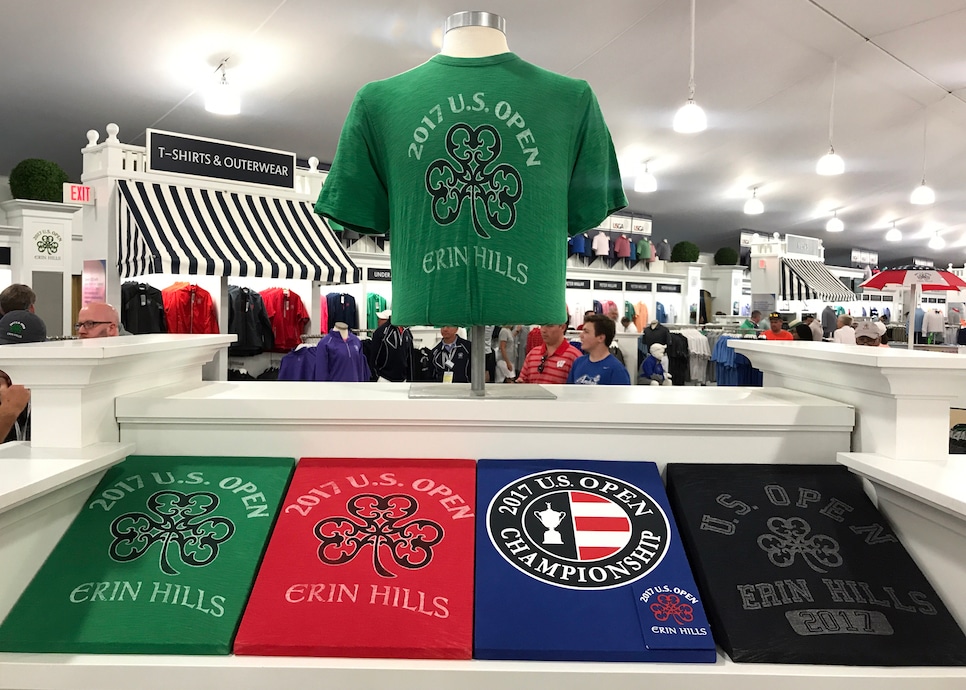 T-SHIRTS & OUTERWEAR
EXIT
2017 U.S. OPEN
ERIN HILLS
2017 U.S. OPEN
ERIN HILLS
2017 U.S. OPEN
ERIN HILLS
2017 U.S. OPEN
CHAMPIONSHIP
2017 U.S. OPEN
ERIN HILLS
U.S. OPEN
ERIN HILLS
2017